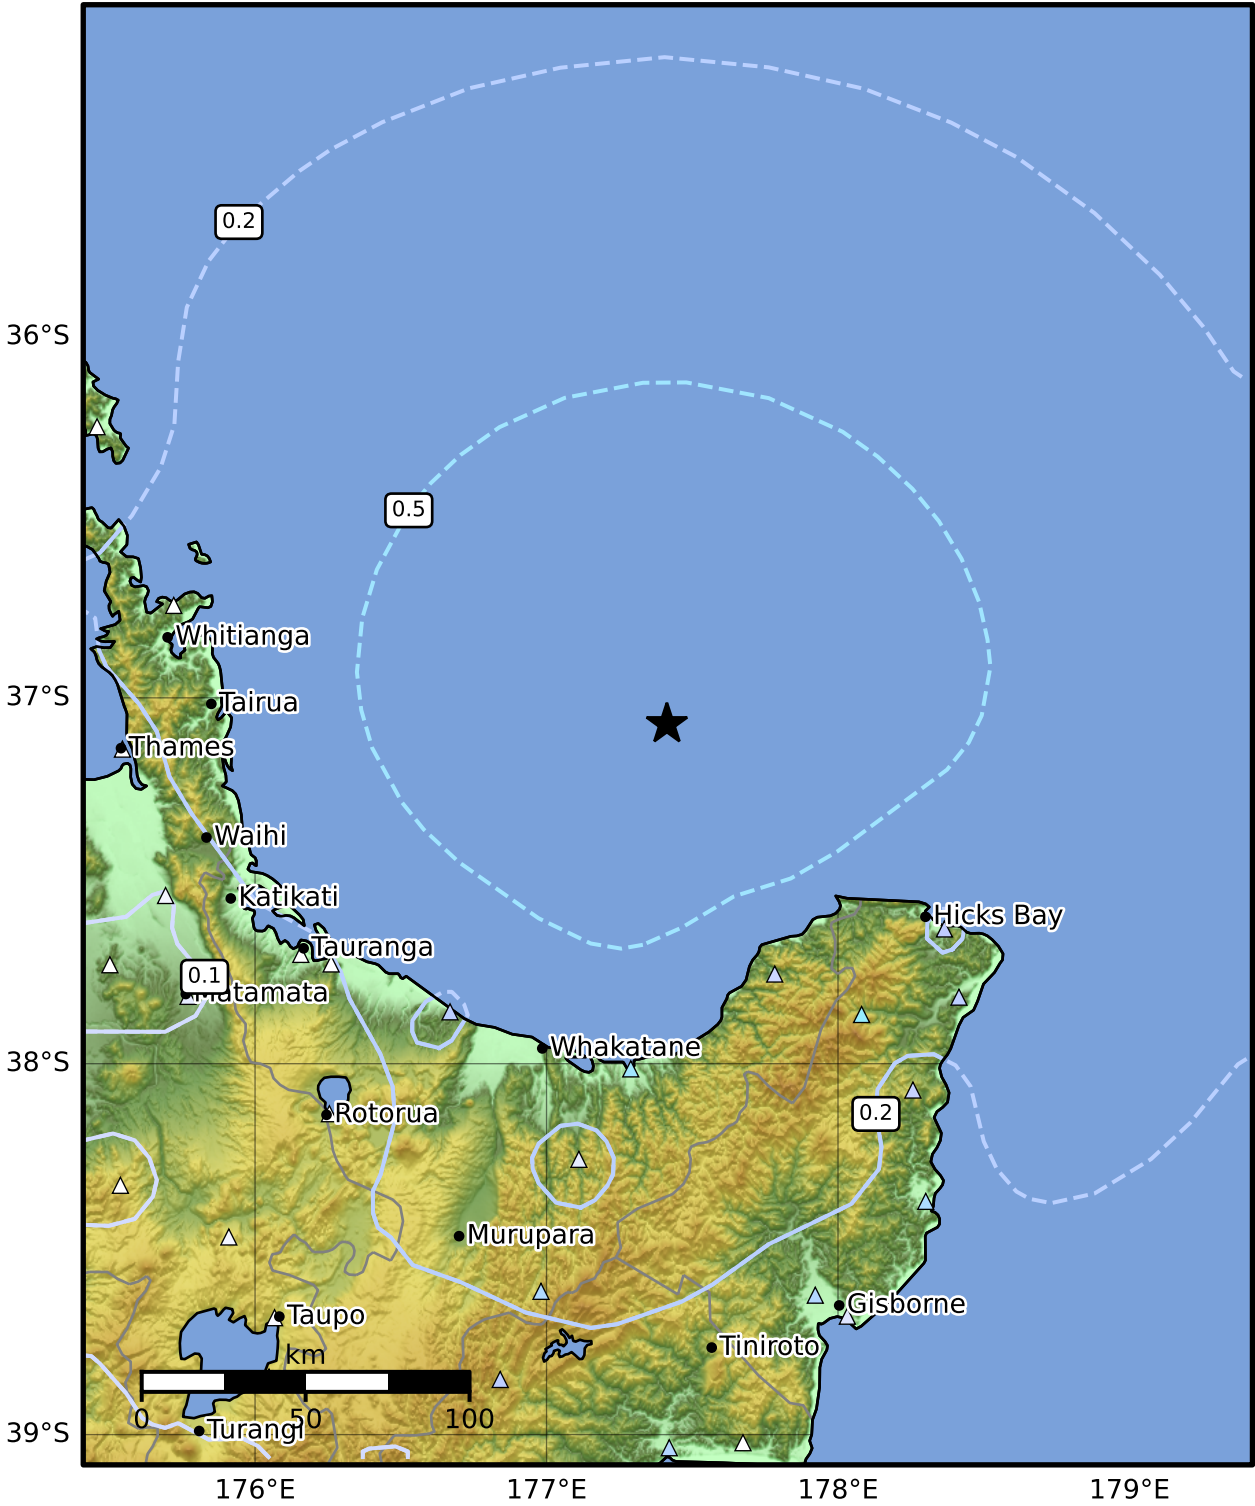 0.2
36°S
0.5
Whitianga
37°S
Tairua
Thames
Waihi
Katikati
Hicks Bay
Tauranga
0.1
Matamata
Whakatane
38°S
0.2
Rotorua
Murupara
Gisborne
Taupo
Tiniroto
km
0 50 100
Turangi
39°S
176°E 177°E 178°E 179°E